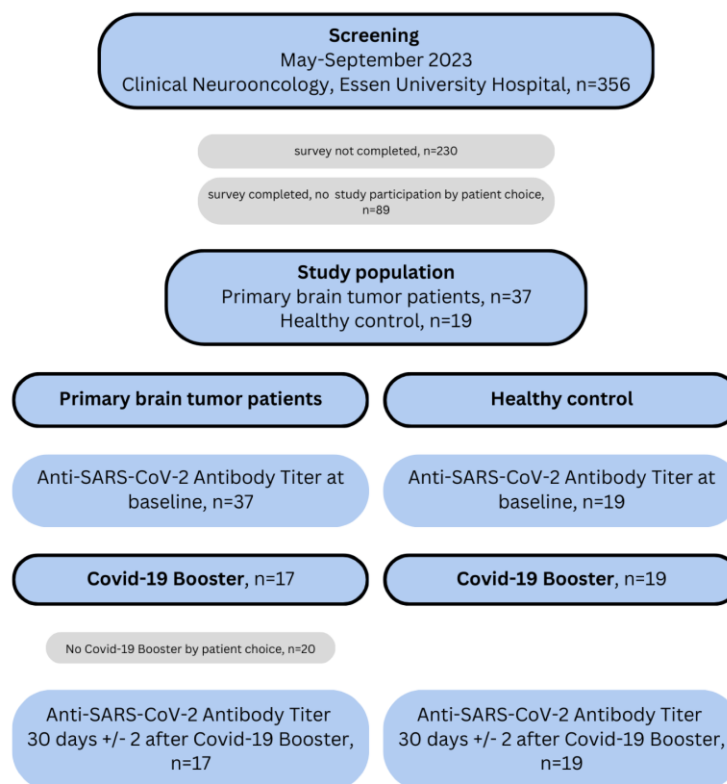 Screening
May-September 2023
Clinical Neurooncology, Essen University Hospital, n=356
survey not completed, n=230
survey completed, no study participation by patient choice,
n=89
Study population
Primary brain tumor patients, n=37
Healthy control, n=19
Primary brain tumor patients
Healthy control
Anti-SARS-CoV-2 Antibody Titer at
baseline, n=37
Anti-SARS-CoV-2 Antibody Titer at
baseline, n=19
Covid-19 Booster, n=17
Covid-19 Booster, n=19
No Covid-19 Booster by patient choice, n=20
Anti-SARS-CoV-2 Antibody Titer
30 days +/- 2 after Covid-19 Booster,
n=17
Anti-SARS-CoV-2 Antibody Titer
30 days +/- 2 after Covid-19 Booster,
n=19